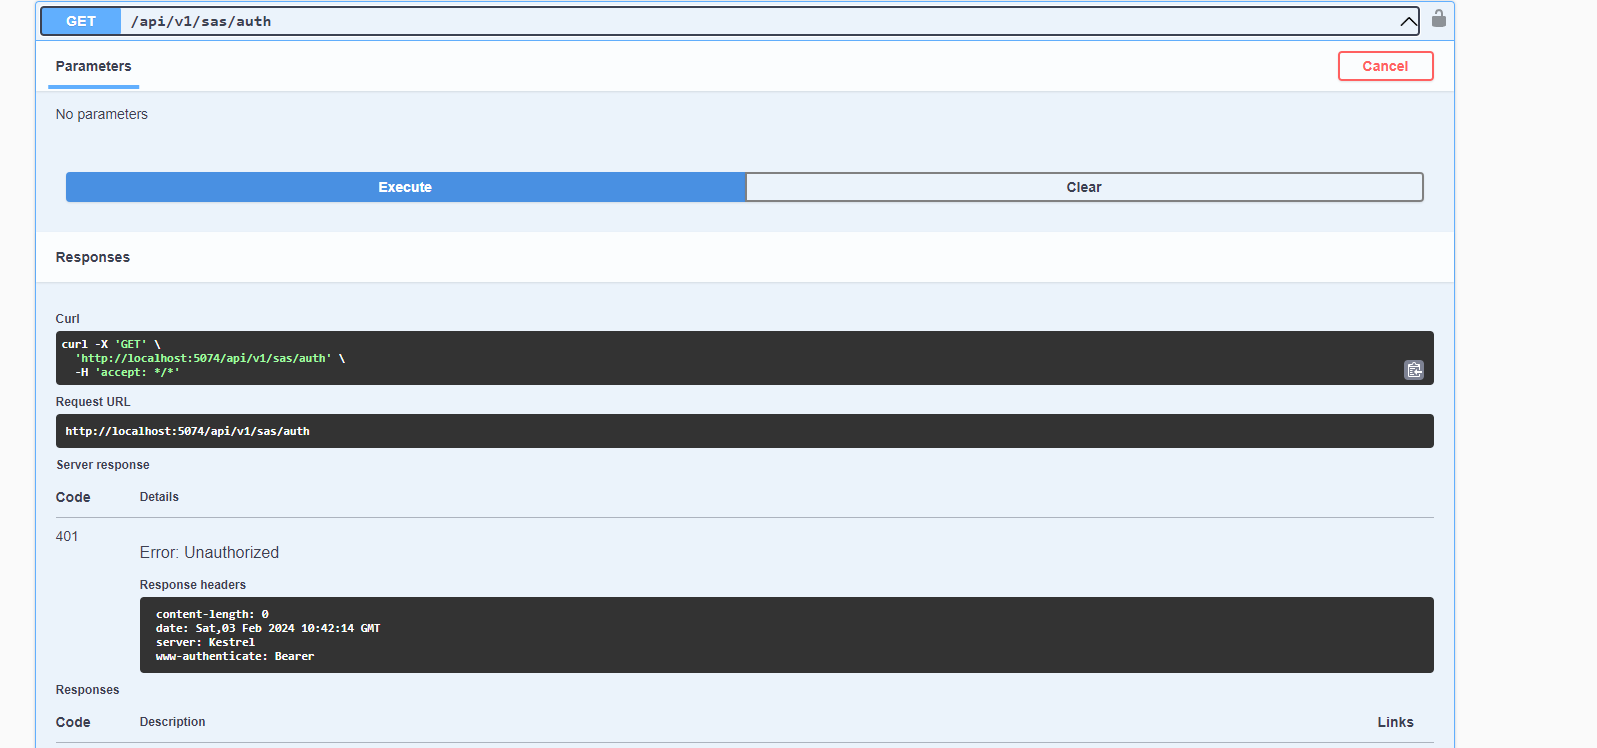 GET /api/v1/sas/auth
Parameters
Cancel
No parameters
Execute
Clear
Responses
Curl
curl -X 'GET' \
'http://localhost:5074/api/v1/sas/auth' \
-H 'accept: */*'
Request URL
http://localhost:5074/api/v1/sas/auth
Server response
Code Details
401
Error: Unauthorized
Response headers
content-length: 0
date: Sat,03 Feb 2024 10:42:14 GMT
server: Kestrel
www-authenticate: Bearer
Responses
Code Description Links